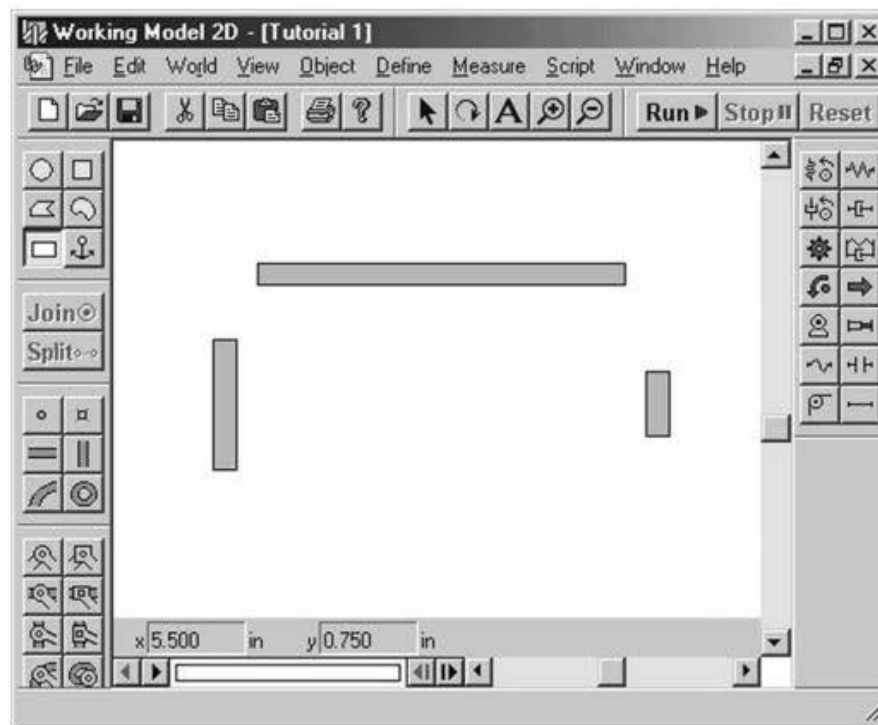 Working Model 2D - [Tutorial 1]
File Edit World View Object Define Measure Script Window Help
A Run Stop Reset
Join
Split
x 5.500 in y 0.750 in